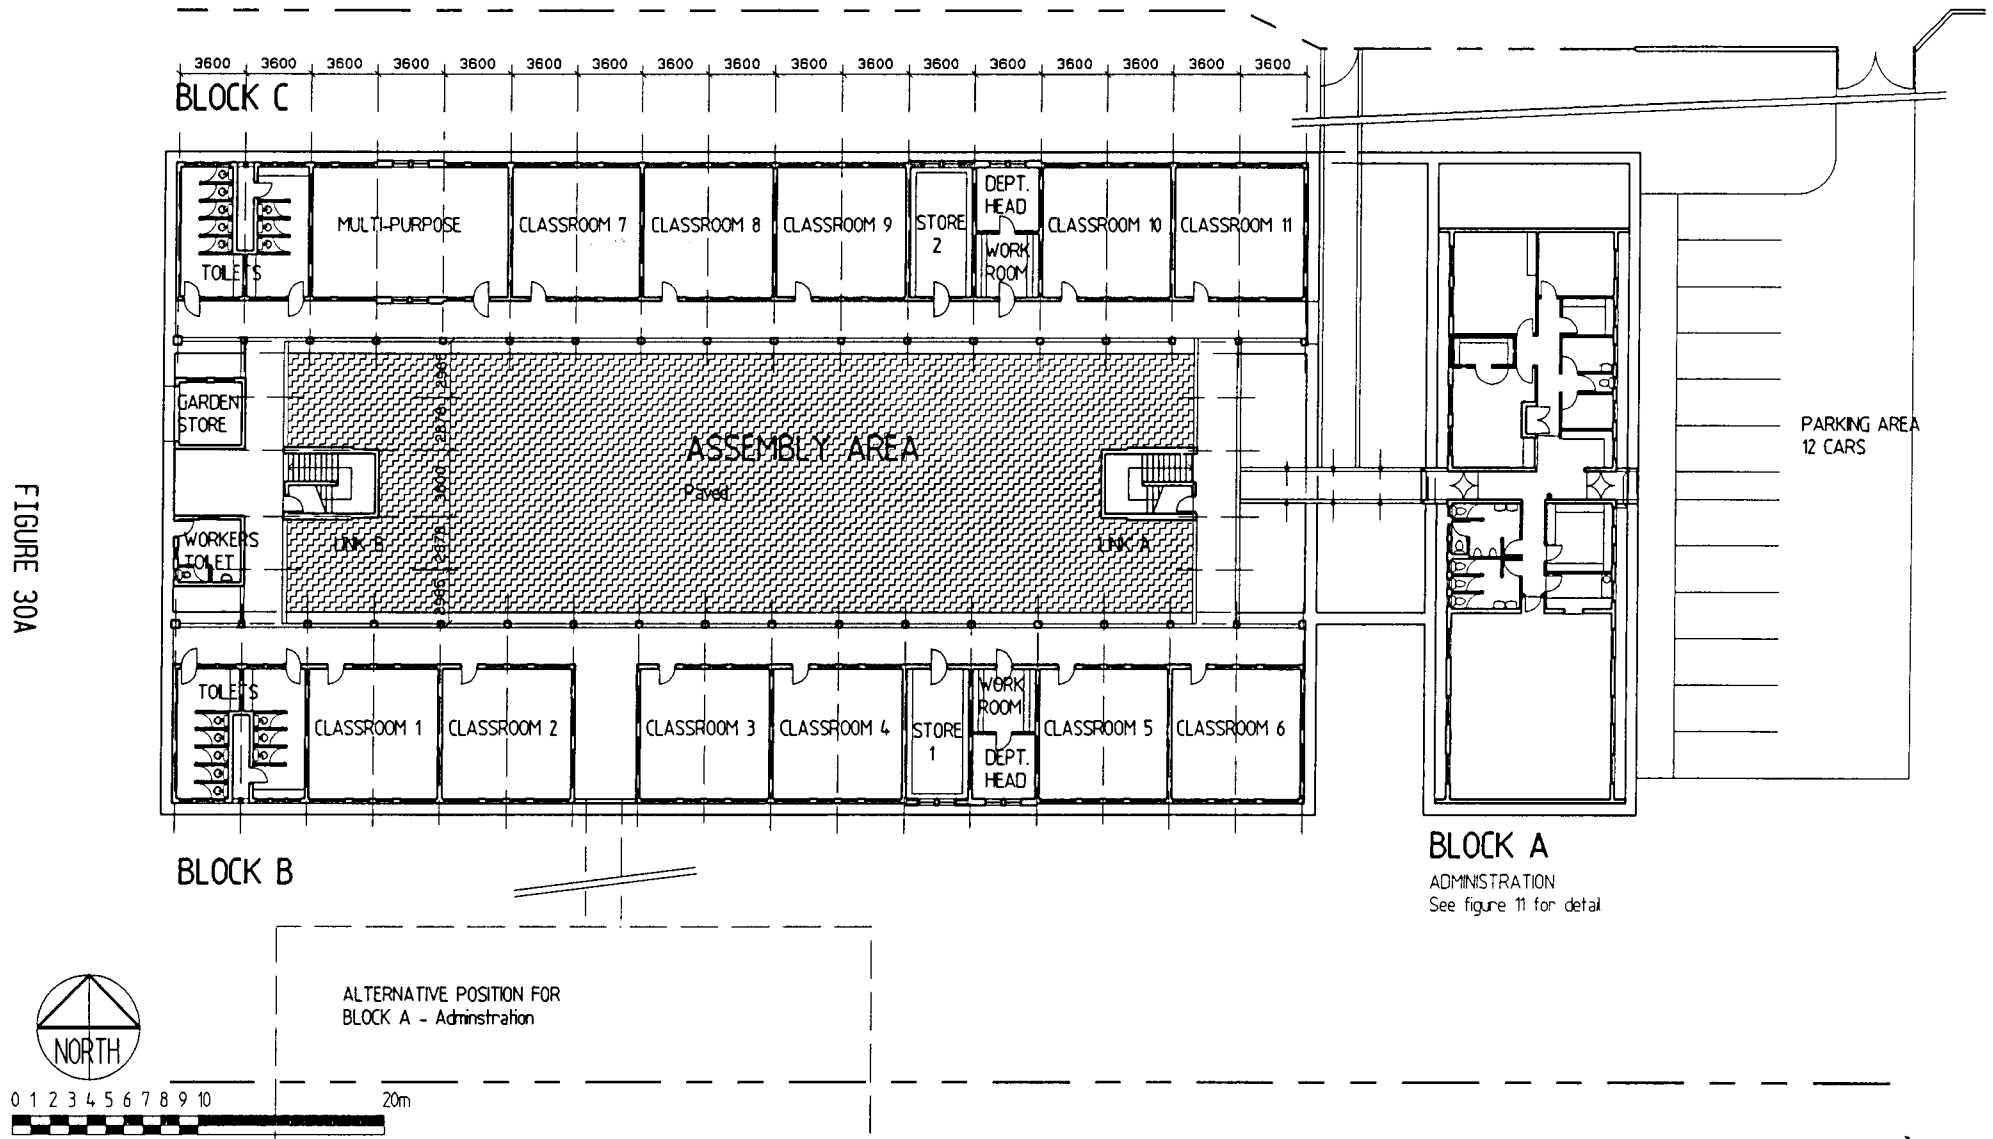 3600 3600 3600 3600 3600 3600 3600 3600 3600 3600 3600 3600 3600 3600 3600 3600 3600
BLOCK C
MULTI-PURPOSE
CLASSROOM 7
CLASSROOM 8
CLASSROOM 9
STORE
2
DEPT.
HEAD
WORK
ROOM
CLASSROOM 10
CLASSROOM 11
TOILETS
GARDEN
STORE
ASSEMBLY AREA
Paved
2965 2878 3600 2878 2965
LINK B
LINK A
WORKERS
TOILET
PARKING AREA
12 CARS
FIGURE 30A
TOILETS
CLASSROOM 1
CLASSROOM 2
CLASSROOM 3
CLASSROOM 4
STORE
1
WORK
ROOM
DEPT.
HEAD
CLASSROOM 5
CLASSROOM 6
BLOCK B
BLOCK A
ADMINISTRATION
See figure 11 for detail
ALTERNATIVE POSITION FOR
BLOCK A - Adminstration
NORTH
0 1 2 3 4 5 6 7 8 9 10 20m